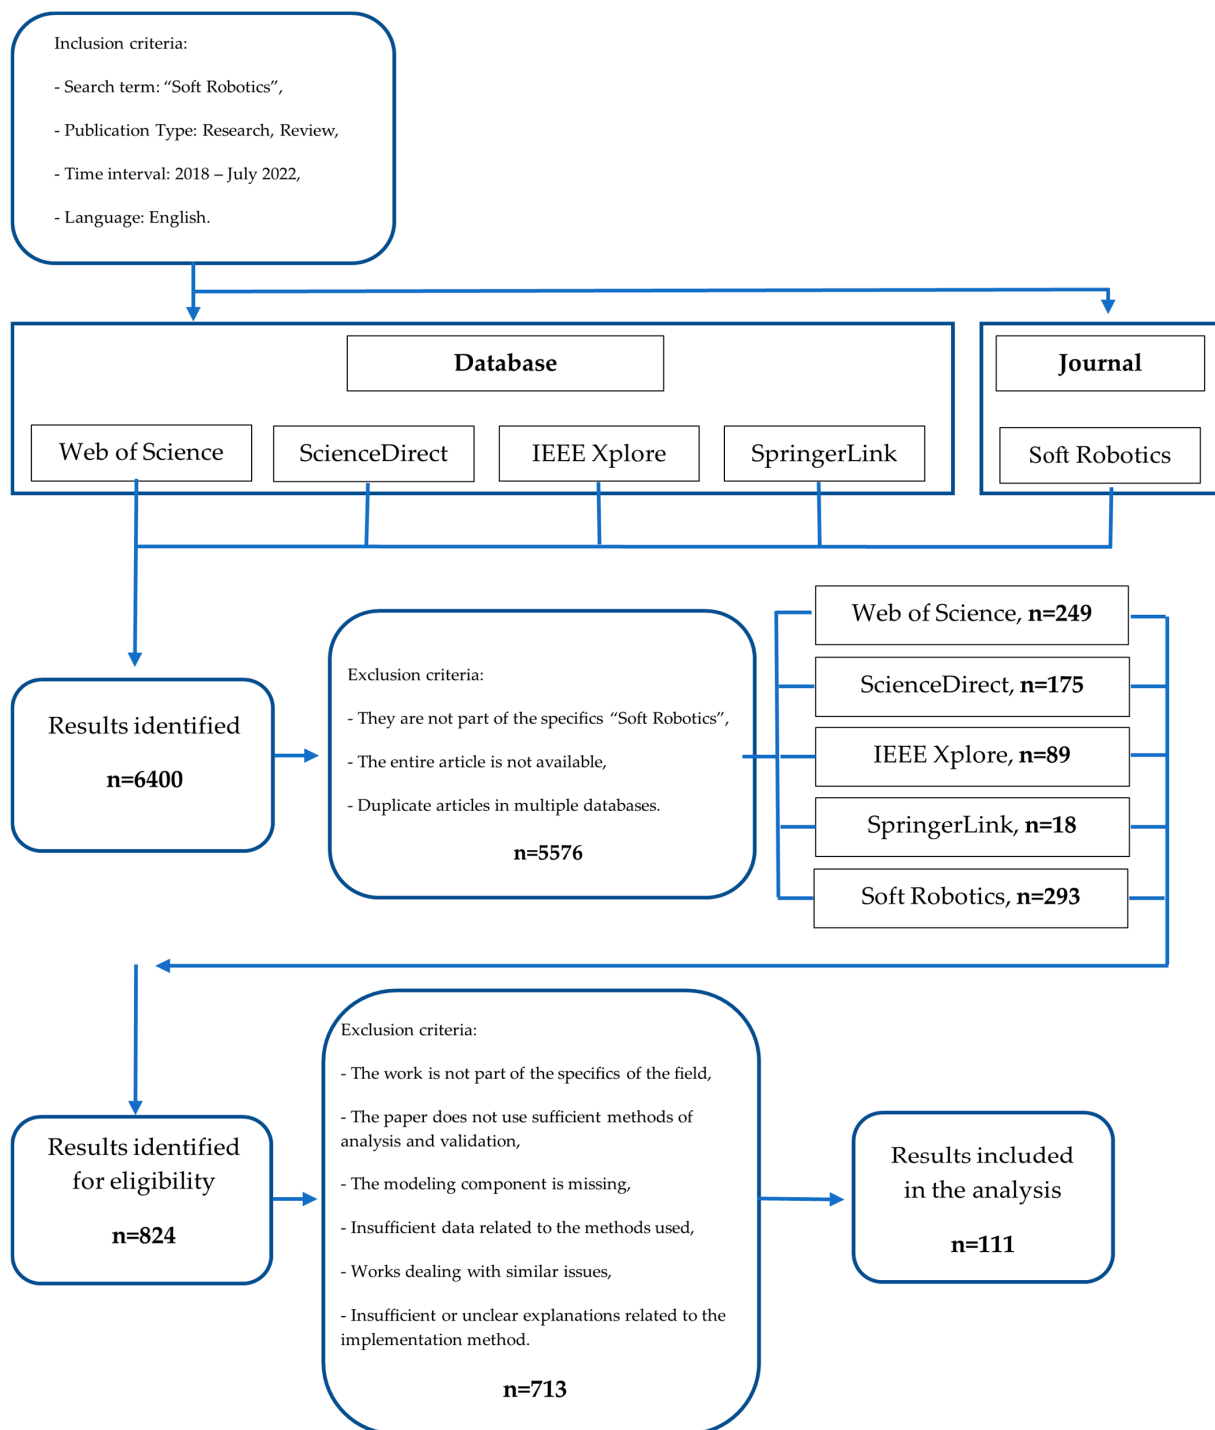 Inclusion criteria:
- Search term: “Soft Robotics”,
- Publication Type: Research, Review,
- Time interval: 2018 – July 2022,
- Language: English.
Database
Journal
Web of Science
ScienceDirect
IEEE Xplore
SpringerLink
Soft Robotics
Results identified
n=6400
Exclusion criteria:
- They are not part of the specifics “Soft Robotics”,
- The entire article is not available,
- Duplicate articles in multiple databases.
n=5576
Web of Science, n=249
ScienceDirect, n=175
IEEE Xplore, n=89
SpringerLink, n=18
Soft Robotics, n=293
Results identified
for eligibility
n=824
Exclusion criteria:
- The work is not part of the specifics of the field,
- The paper does not use sufficient methods of
analysis and validation,
- The modeling component is missing,
- Insufficient data related to the methods used,
- Works dealing with similar issues,
- Insufficient or unclear explanations related to the
implementation method.
n=713
Results included
in the analysis
n=111